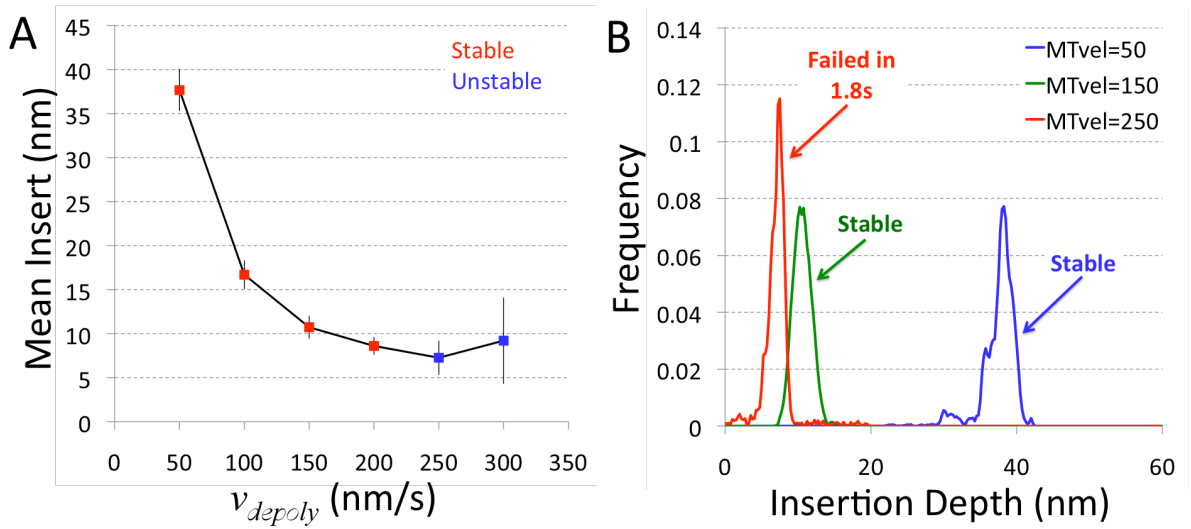 A
Mean Insert (nm)
45
40
35
30
25
20
15
10
5
0
Stable
Unstable
0 50 100 150 200 250 300 350
vdepoly (nm/s)
B
Frequency
0.14
0.12
0.1
0.08
0.06
0.04
0.02
0
Failed in
1.8s
Stable
Stable
MTvel=50
MTvel=150
MTvel=250
0 20 40 60
Insertion Depth (nm)